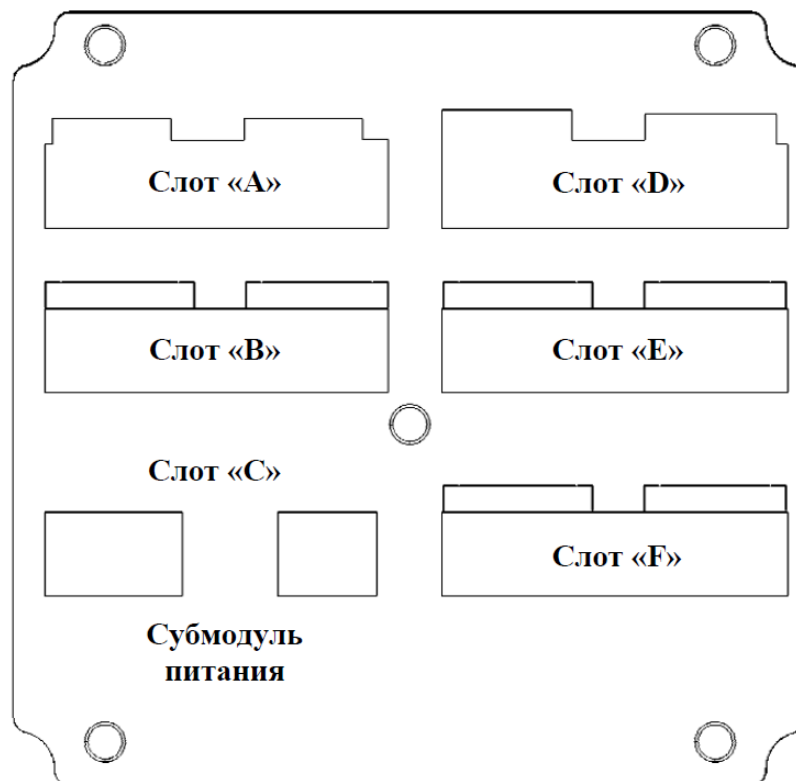 Слот «A»
Слот «D»
Слот «B»
Слот «E»
Слот «C»
Слот «F»
Субмодуль
питания